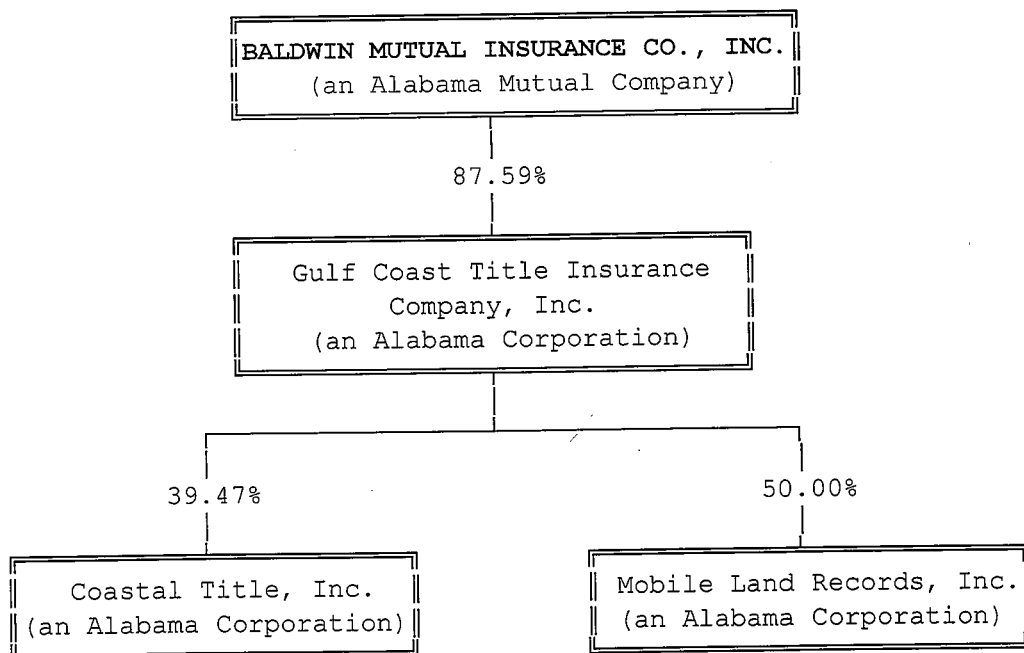 BALDWIN MUTUAL INSURANCE CO., INC.
(an Alabama Mutual Company)
87.59%
Gulf Coast Title Insurance
Company, Inc.
(an Alabama Corporation)
39.47%
50.00%
Coastal Title, Inc.
(an Alabama Corporation)
Mobile Land Records, Inc.
(an Alabama Corporation)